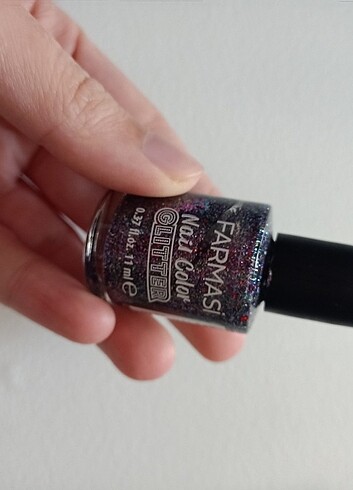 FARMASI
Nail Color
GLITTER
0.37 fl.oz. 11 ml e